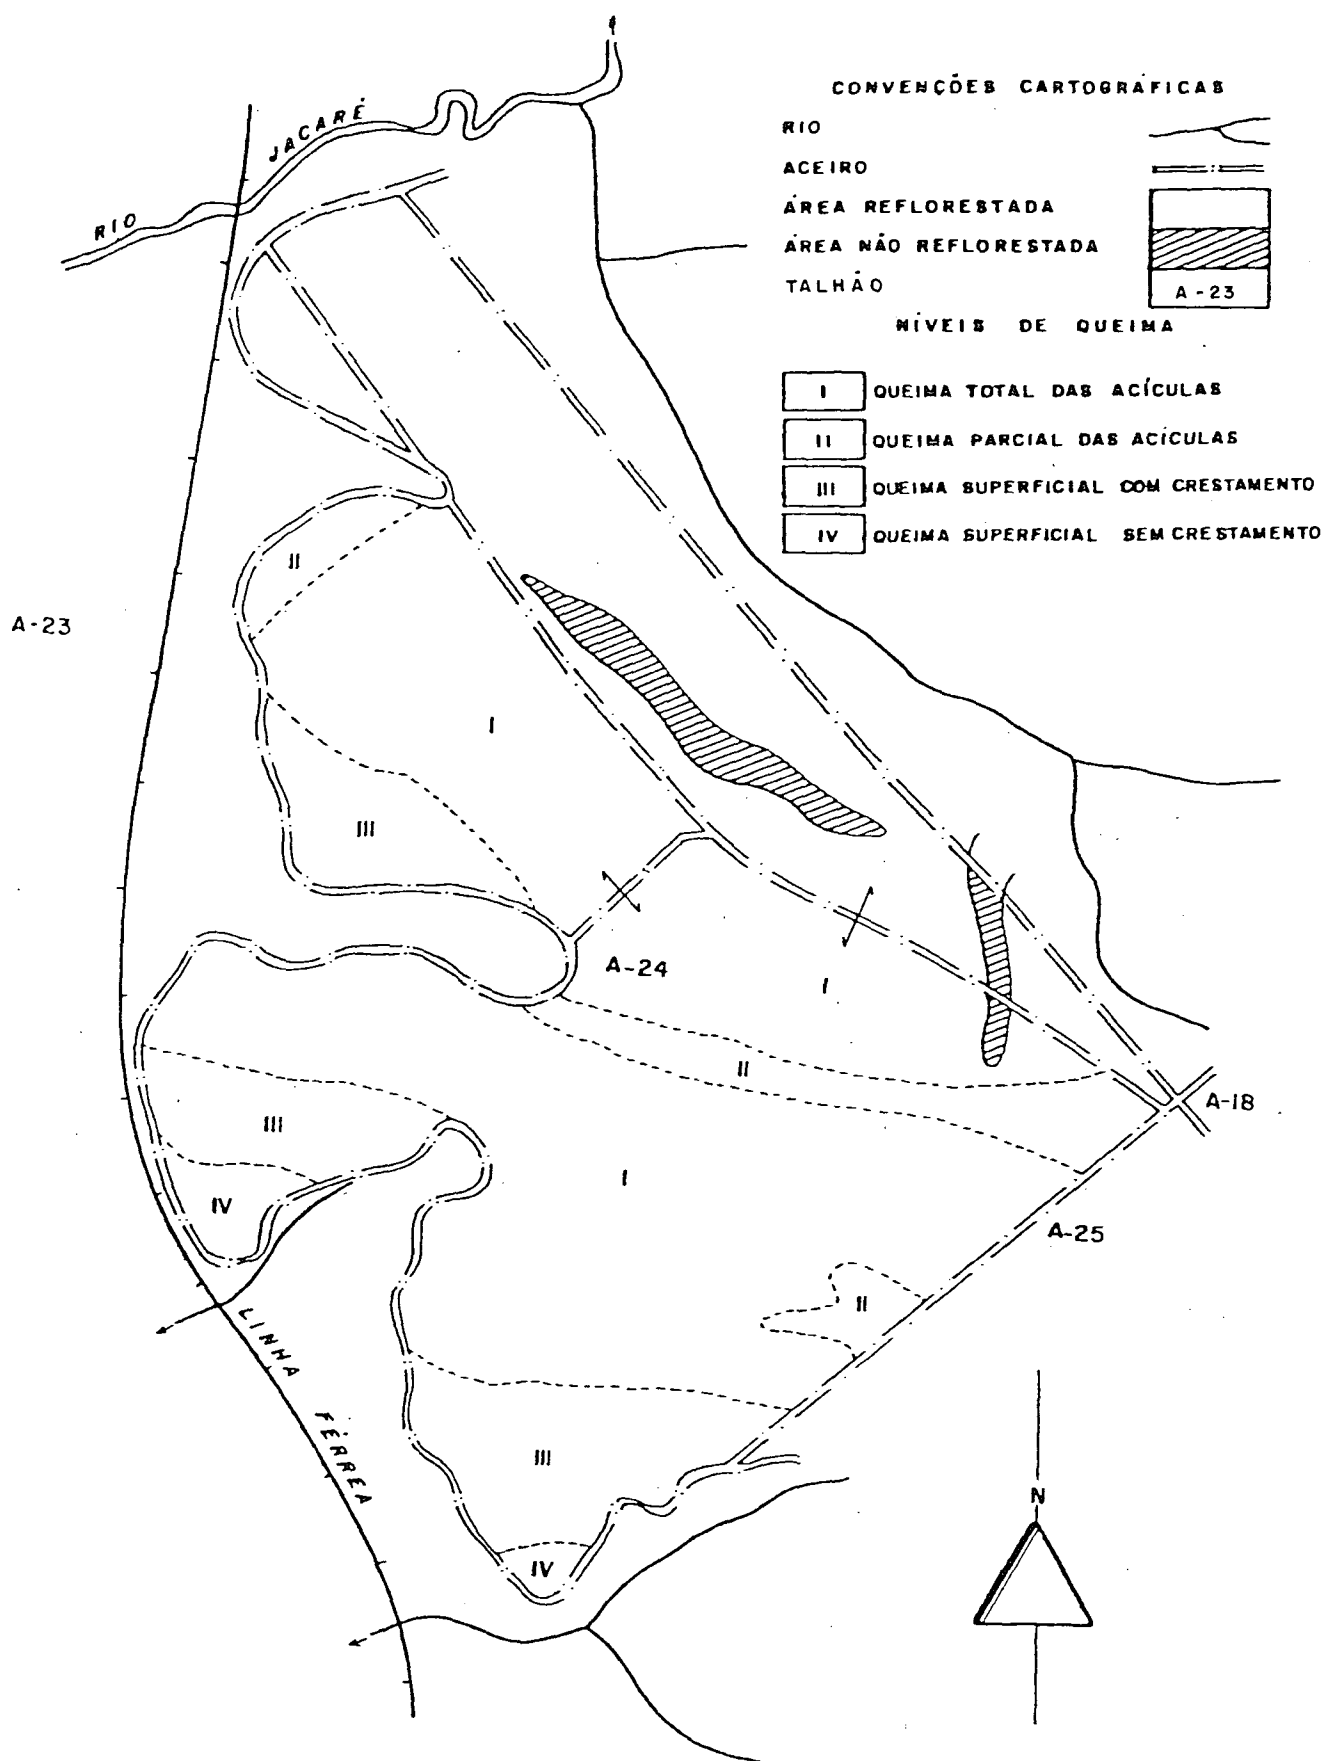 CONVENÇÕES CARTOGRÁFICAS
RIO
ACEIRO
ÁREA REFLORESTADA
ÁREA NÃO REFLORESTADA
TALHÃO
A-23
NÍVEIS DE QUEIMA
I QUEIMA TOTAL DAS ACÍCULAS
II QUEIMA PARCIAL DAS ACÍCULAS
III QUEIMA SUPERFICIAL COM CRESTAMENTO
IV QUEIMA SUPERFICIAL SEM CRESTAMENTO
RIO JACARÉ
II
A-23
I
III
A-24
I
II
A-18
III
I
IV
A-25
II
LINHA FÉRREA
III
N
IV